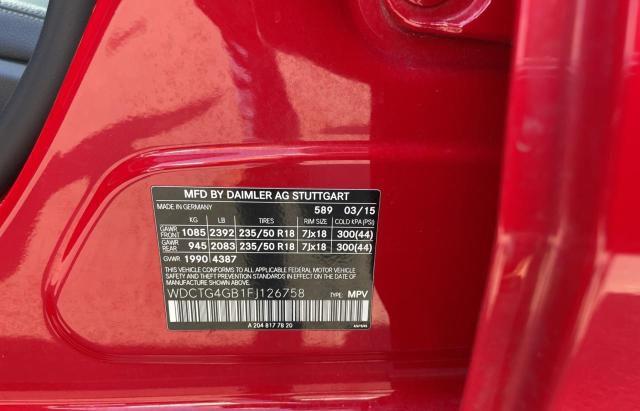 MFD BY DAIMLER AG STUTTGART
MADE IN GERMANY 589 03/15
KG LB TIRES RIM SIZE COLD KPA (PSI)
GAWR FRONT 1085 2392 235/50 R18 7Jx18 300(44)
GAWR REAR 945 2083 235/50 R18 7Jx18 300(44)
GVWR 1990 4387
THIS VEHICLE CONFORMS TO ALL APPLICABLE FEDERAL MOTOR VEHICLE
SAFETY AND THEFT PREVENTION STANDARDS IN EFFECT ON THE DATE OF
MANUFACTURE SHOWN ABOVE.
WDCTG4GB1FJ126758 TYPE: MPV
A 204 817 78 20